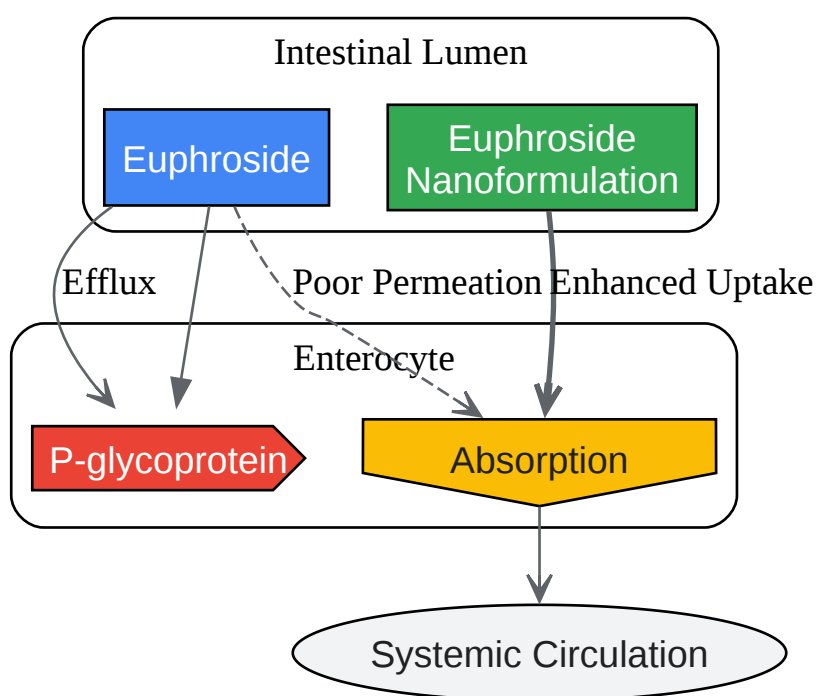 Intestinal Lumen
Euphroside
Euphroside
Nanoformulation
Efflux
Poor Permeation
Enhanced Uptake
Enterocyte
P-glycoprotein
Absorption
Systemic Circulation